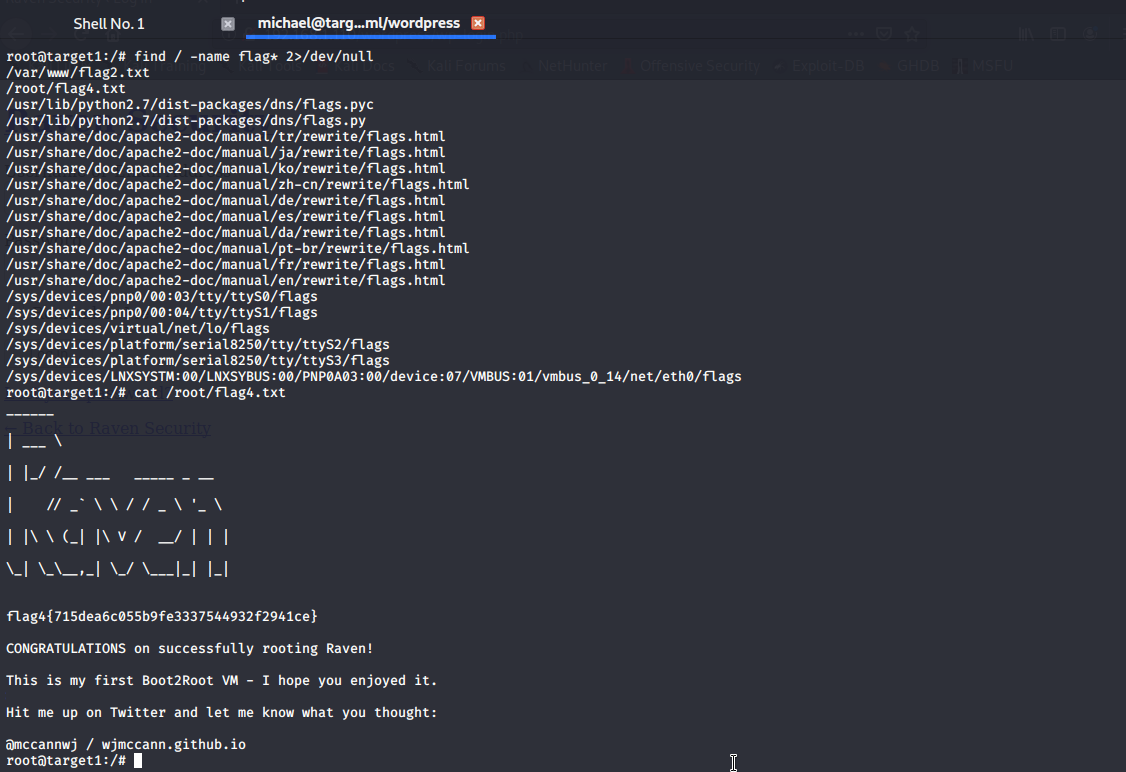 Shell No. 1
michael@targ...ml/wordpress
Kali Forums NetHunter Offensive Security Exploit-DB GHDB MSFU
root@target1:/# find / -name flag* 2>/dev/null
/var/www/flag2.txt
/root/flag4.txt
/usr/lib/python2.7/dist-packages/dns/flags.pyc
/usr/lib/python2.7/dist-packages/dns/flags.py
/usr/share/doc/apache2-doc/manual/tr/rewrite/flags.html
/usr/share/doc/apache2-doc/manual/ja/rewrite/flags.html
/usr/share/doc/apache2-doc/manual/ko/rewrite/flags.html
/usr/share/doc/apache2-doc/manual/zh-cn/rewrite/flags.html
/usr/share/doc/apache2-doc/manual/de/rewrite/flags.html
/usr/share/doc/apache2-doc/manual/es/rewrite/flags.html
/usr/share/doc/apache2-doc/manual/da/rewrite/flags.html
/usr/share/doc/apache2-doc/manual/pt-br/rewrite/flags.html
/usr/share/doc/apache2-doc/manual/fr/rewrite/flags.html
/usr/share/doc/apache2-doc/manual/en/rewrite/flags.html
/sys/devices/pnp0/00:03/tty/ttyS0/flags
/sys/devices/pnp0/00:04/tty/ttyS1/flags
/sys/devices/virtual/net/lo/flags
/sys/devices/platform/serial8250/tty/ttyS2/flags
/sys/devices/platform/serial8250/tty/ttyS3/flags
/sys/devices/LNXSYSTM:00/LNXSYBUS:00/PNP0A03:00/device:07/VMBUS:01/vmbus_0_14/net/eth0/flags
root@target1:/# cat /root/flag4.txt
______
← Back to Raven Security
| ___ \
| |_/ /__ ___   _____ _ __
|    // _` \ \ / / _ \ '_ \
| |\ \ (_| |\ V /  __/ | | |
\_| \_\__,_| \_/ \___|_| |_|
flag4{715dea6c055b9fe3337544932f2941ce}
CONGRATULATIONS on successfully rooting Raven!
This is my first Boot2Root VM - I hope you enjoyed it.
Hit me up on Twitter and let me know what you thought:
@mccannwj / wjmccann.github.io
root@target1:/#